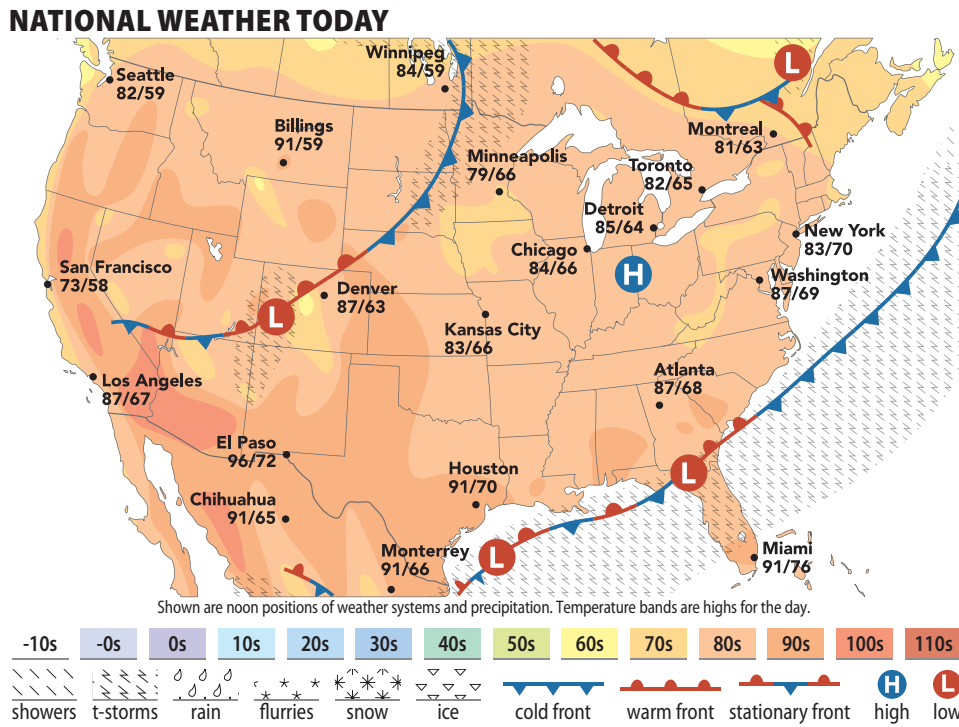 NATIONAL WEATHER TODAY
Winnipeg
84/59
L
Seattle
82/59
Billings
91/59
Montreal
81/63
Minneapolis
79/66
Toronto
82/65
Detroit
85/64
New York
83/70
Chicago
84/66
H
San Francisco
73/58
Washington
87/69
Denver
87/63
L
Kansas City
83/66
Los Angeles
87/67
Atlanta
87/68
El Paso
96/72
Houston
91/70
L
Chihuahua
91/65
Monterrey
91/66
L
Miami
91/76
Shown are noon positions of weather systems and precipitation. Temperature bands are highs for the day.
-10s -0s 0s 10s 20s 30s 40s 50s 60s 70s 80s 90s 100s 110s
H L
showers t-storms rain flurries snow ice cold front warm front stationary front high low